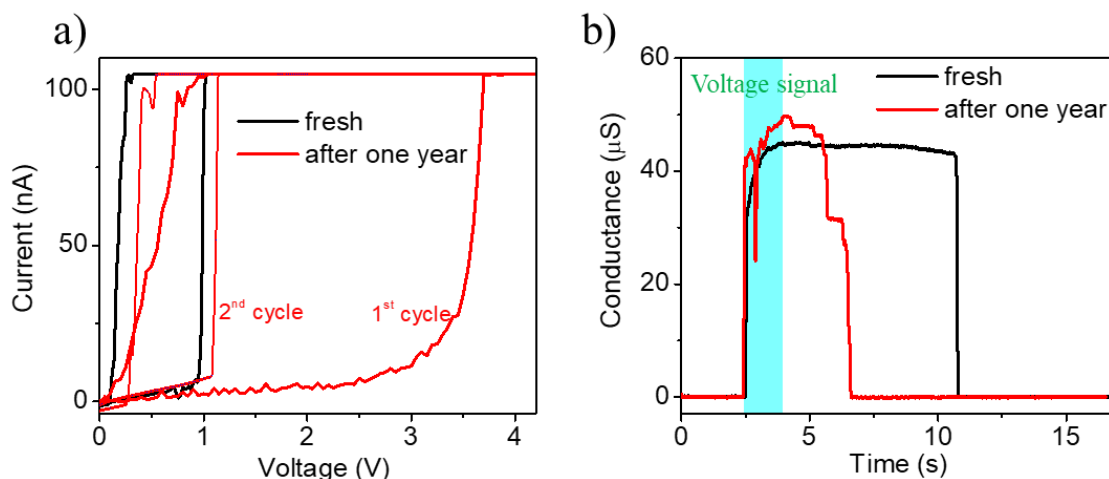 a)
100
50
0
Current (nA)
fresh
after one year
2nd cycle
1st cycle
0 1 2 3 4
Voltage (V)
b)
60
40
20
0
Conductance (µS)
Voltage signal
fresh
after one year
0 5 10 15
Time (s)